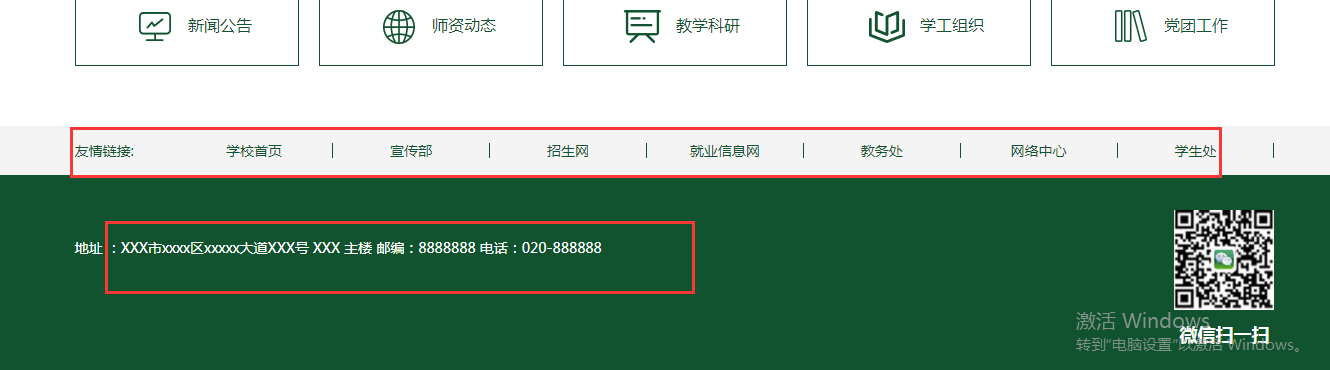 新闻公告 师资动态 教学科研 学工组织 党团工作
友情链接: 学校首页 宣传部 招生网 就业信息网 教务处 网络中心 学生处
地址 ：XXX市xxxx区xxxxx大道XXX号 XXX 主楼 邮编：8888888 电话：020-888888
激活 Windows
微信扫一扫
转到"电脑设置"以激活 Windows。